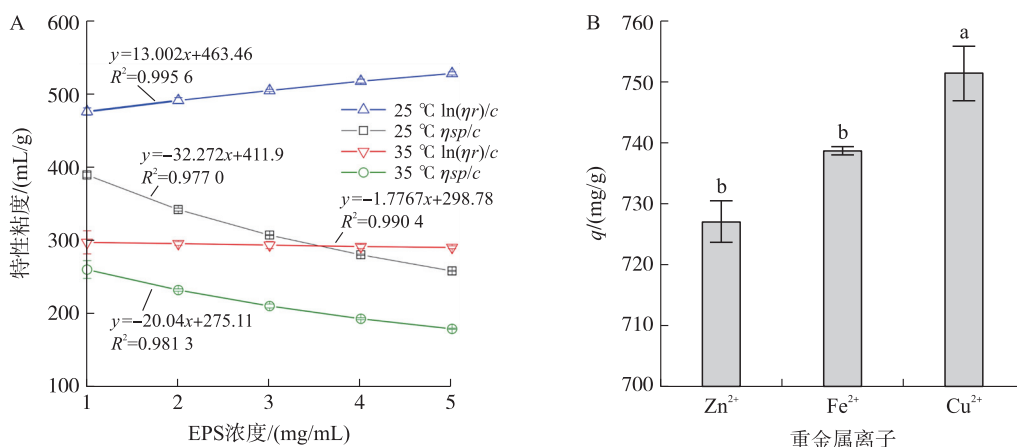 A
600
500
400
300
200
100
特性粘度/(mL/g)
y=13.002x+463.46
R²=0.995 6
25 ℃ ln(ηr)/c
25 ℃ ηsp/c
35 ℃ ln(ηr)/c
35 ℃ ηsp/c
y=−32.272x+411.9
R²=0.977 0
y=−1.7767x+298.78
R²=0.990 4
y=−20.04x+275.11
R²=0.981 3
1 2 3 4 5
EPS浓度/(mg/mL)
B
760
750
740
730
720
710
700
q/(mg/g)
b
b
a
Zn²⁺ Fe²⁺ Cu²⁺
重金属离子